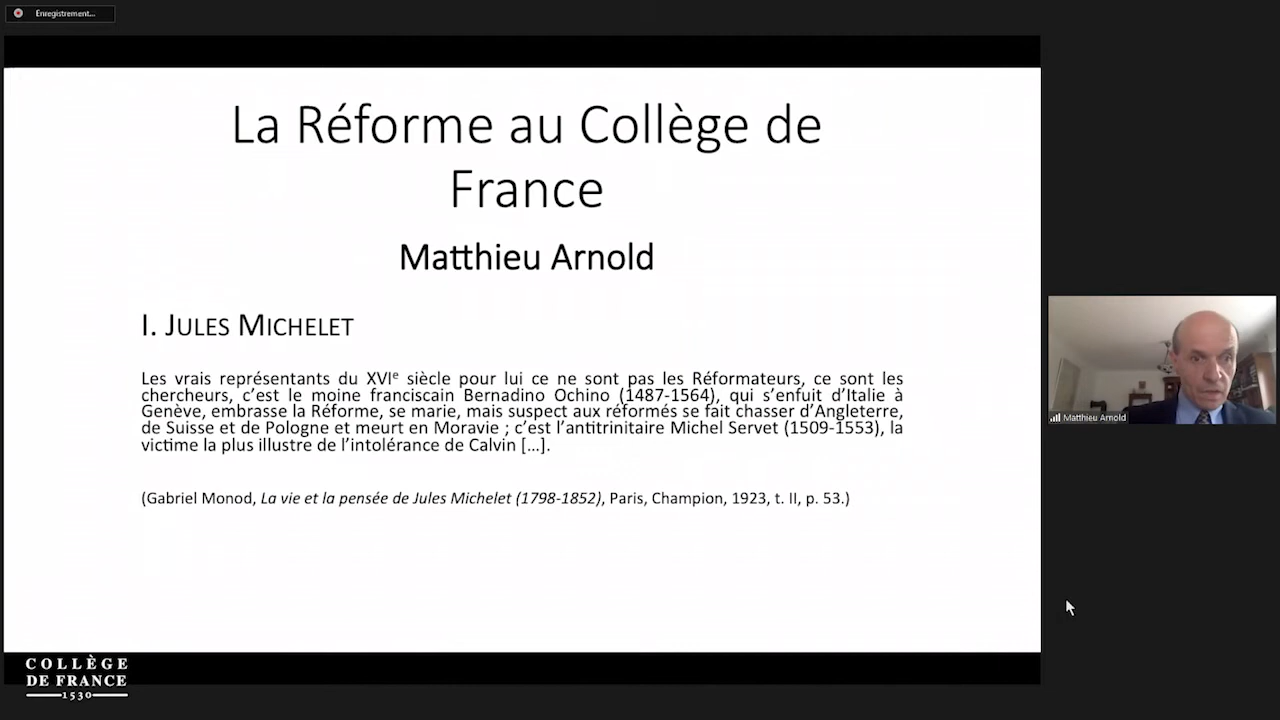 Enregistrement...
La Réforme au Collège de
France
Matthieu Arnold
I. JULES MICHELET
Les vrais représentants du XVIe siècle pour lui ce ne sont pas les Réformateurs, ce sont les
chercheurs, c'est le moine franciscain Bernadino Ochino (1487-1564), qui s'enfuit d'Italie à
Genève, embrasse la Réforme, se marie, mais suspect aux réformés se fait chasser d'Angleterre,
de Suisse et de Pologne et meurt en Moravie ; c'est l'antitrinitaire Michel Servet (1509-1553), la
victime la plus illustre de l'intolérance de Calvin [...].
(Gabriel Monod, La vie et la pensée de Jules Michelet (1798-1852), Paris, Champion, 1923, t. II, p. 53.)
Matthieu Arnold
COLLÈGE
DE FRANCE
1530